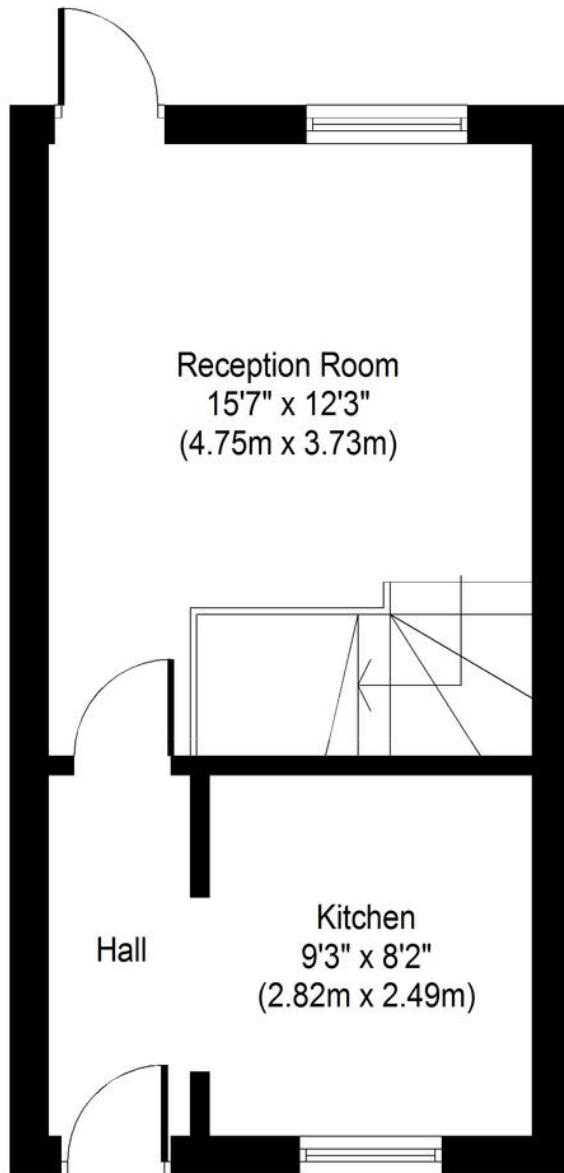 Reception Room
15'7" x 12'3"
(4.75m x 3.73m)
Hall
Kitchen
9'3" x 8'2"
(2.82m x 2.49m)